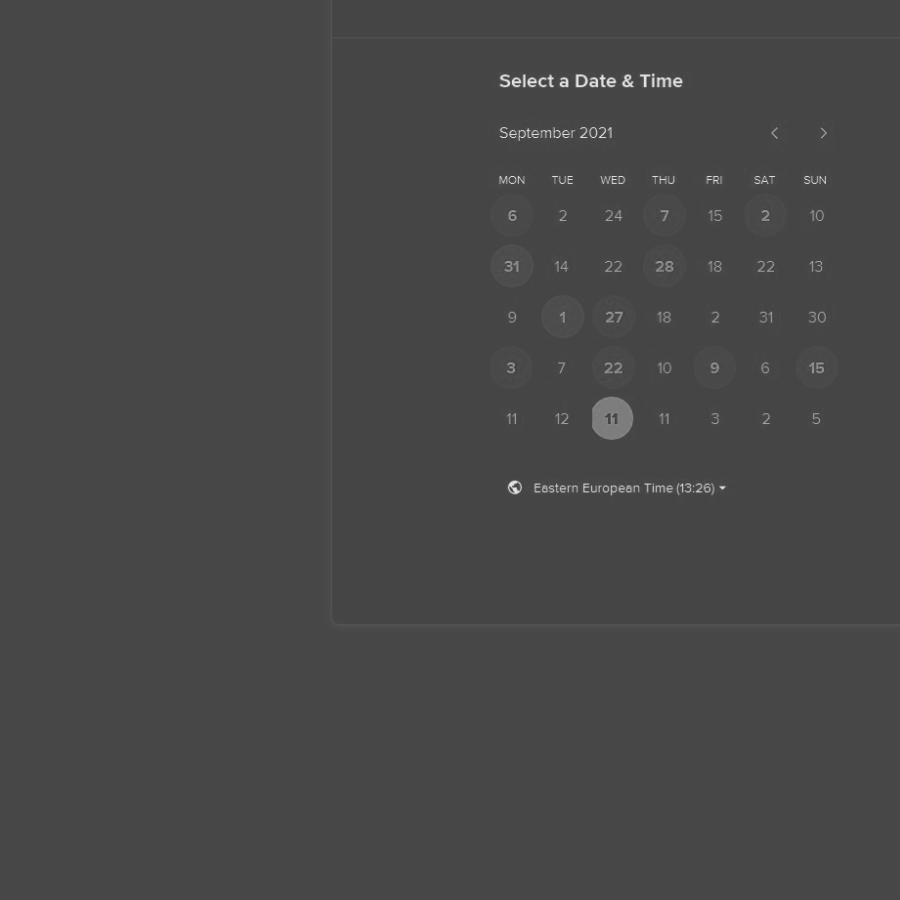 Select a Date & Time
September 2021
MON TUE WED THU FRI SAT SUN
6 2 24 7 15 2 10
31 14 22 28 18 22 13
9 1 27 18 2 31 30
3 7 22 10 9 6 15
11 12 11 11 3 2 5
Eastern European Time (13:26)